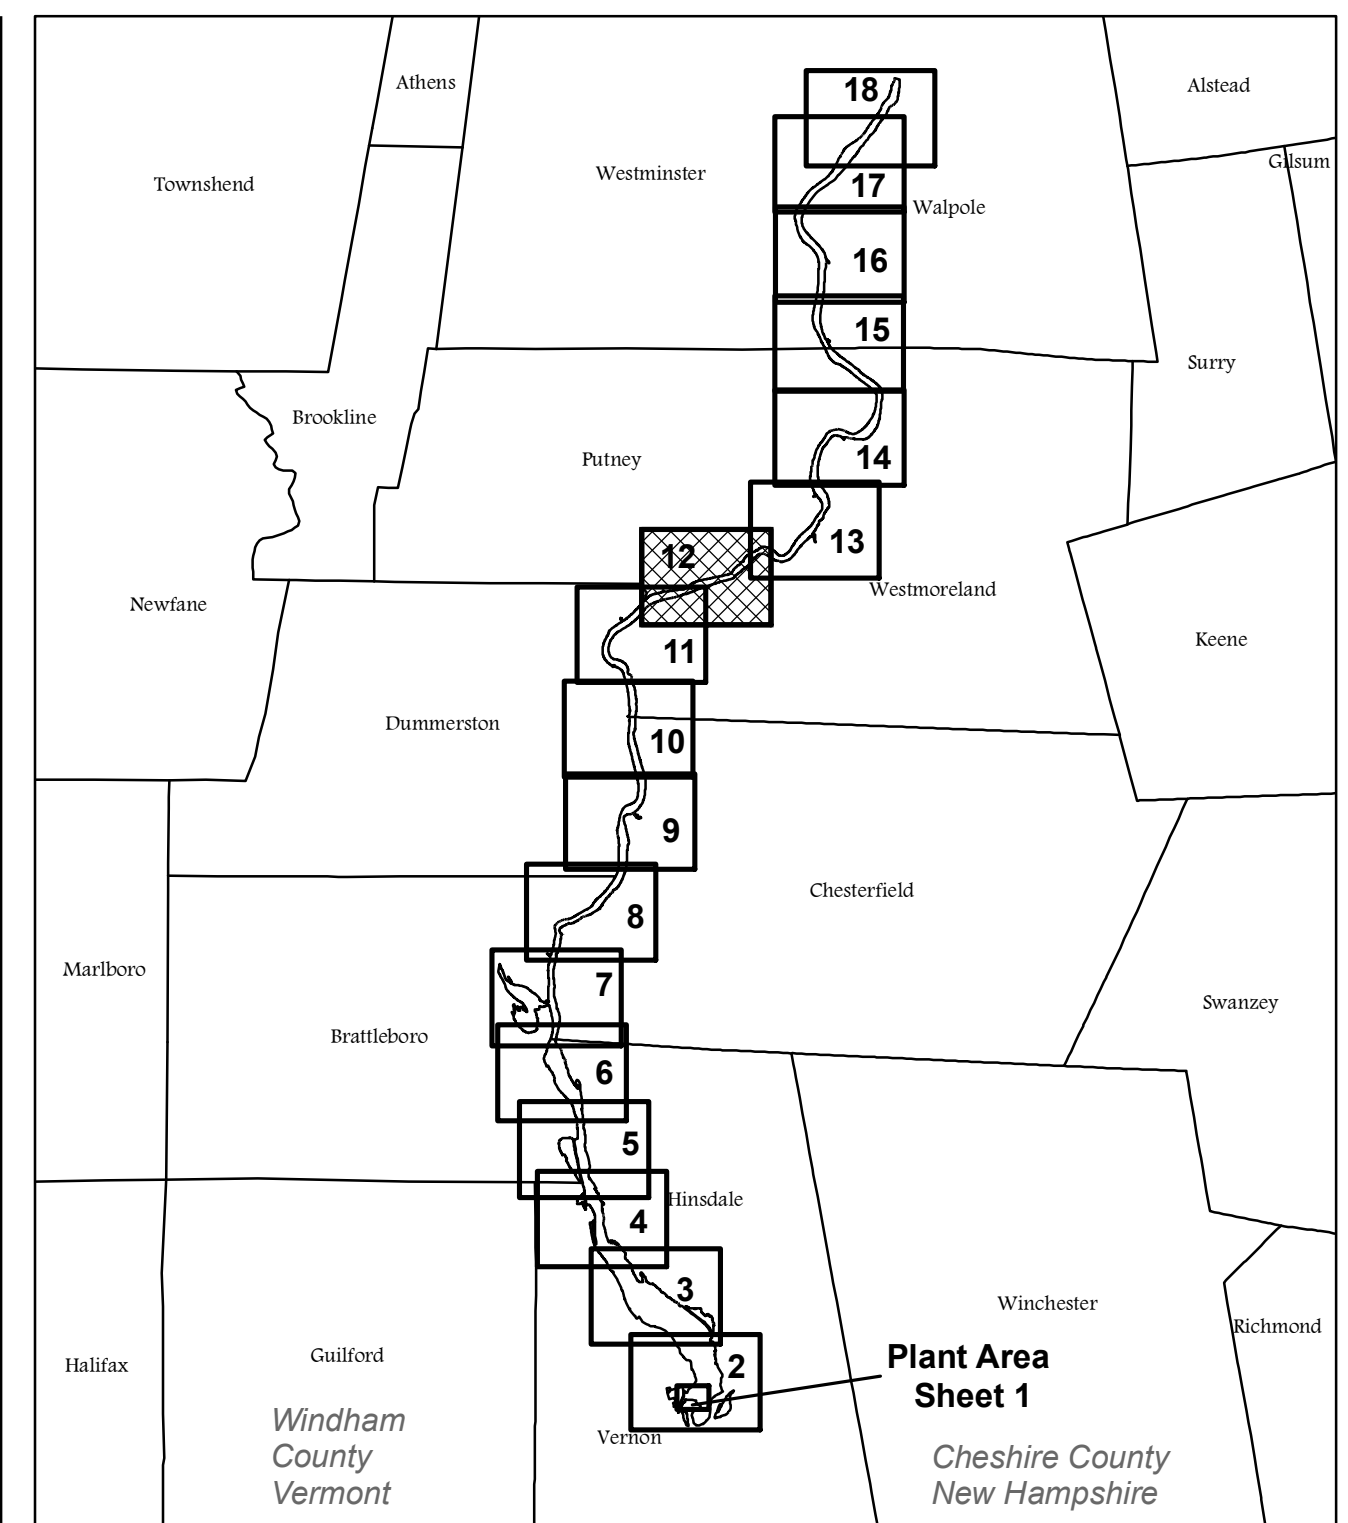 18
Athens
Alstead
Gilsum
Westminster
Townshend
17
Walpole
16
15
Surry
Brookline
Putney
14
13
12
Westmoreland
Newfane
Keene
11
Dummerston
10
9
Chesterfield
8
Marlboro
7
Swanzey
Brattleboro
6
5
Hinsdale
4
3
Winchester
Richmond
Guilford
Halifax
2
Plant Area
Sheet 1
Vernon
Windham
County
Vermont
Cheshire County
New Hampshire